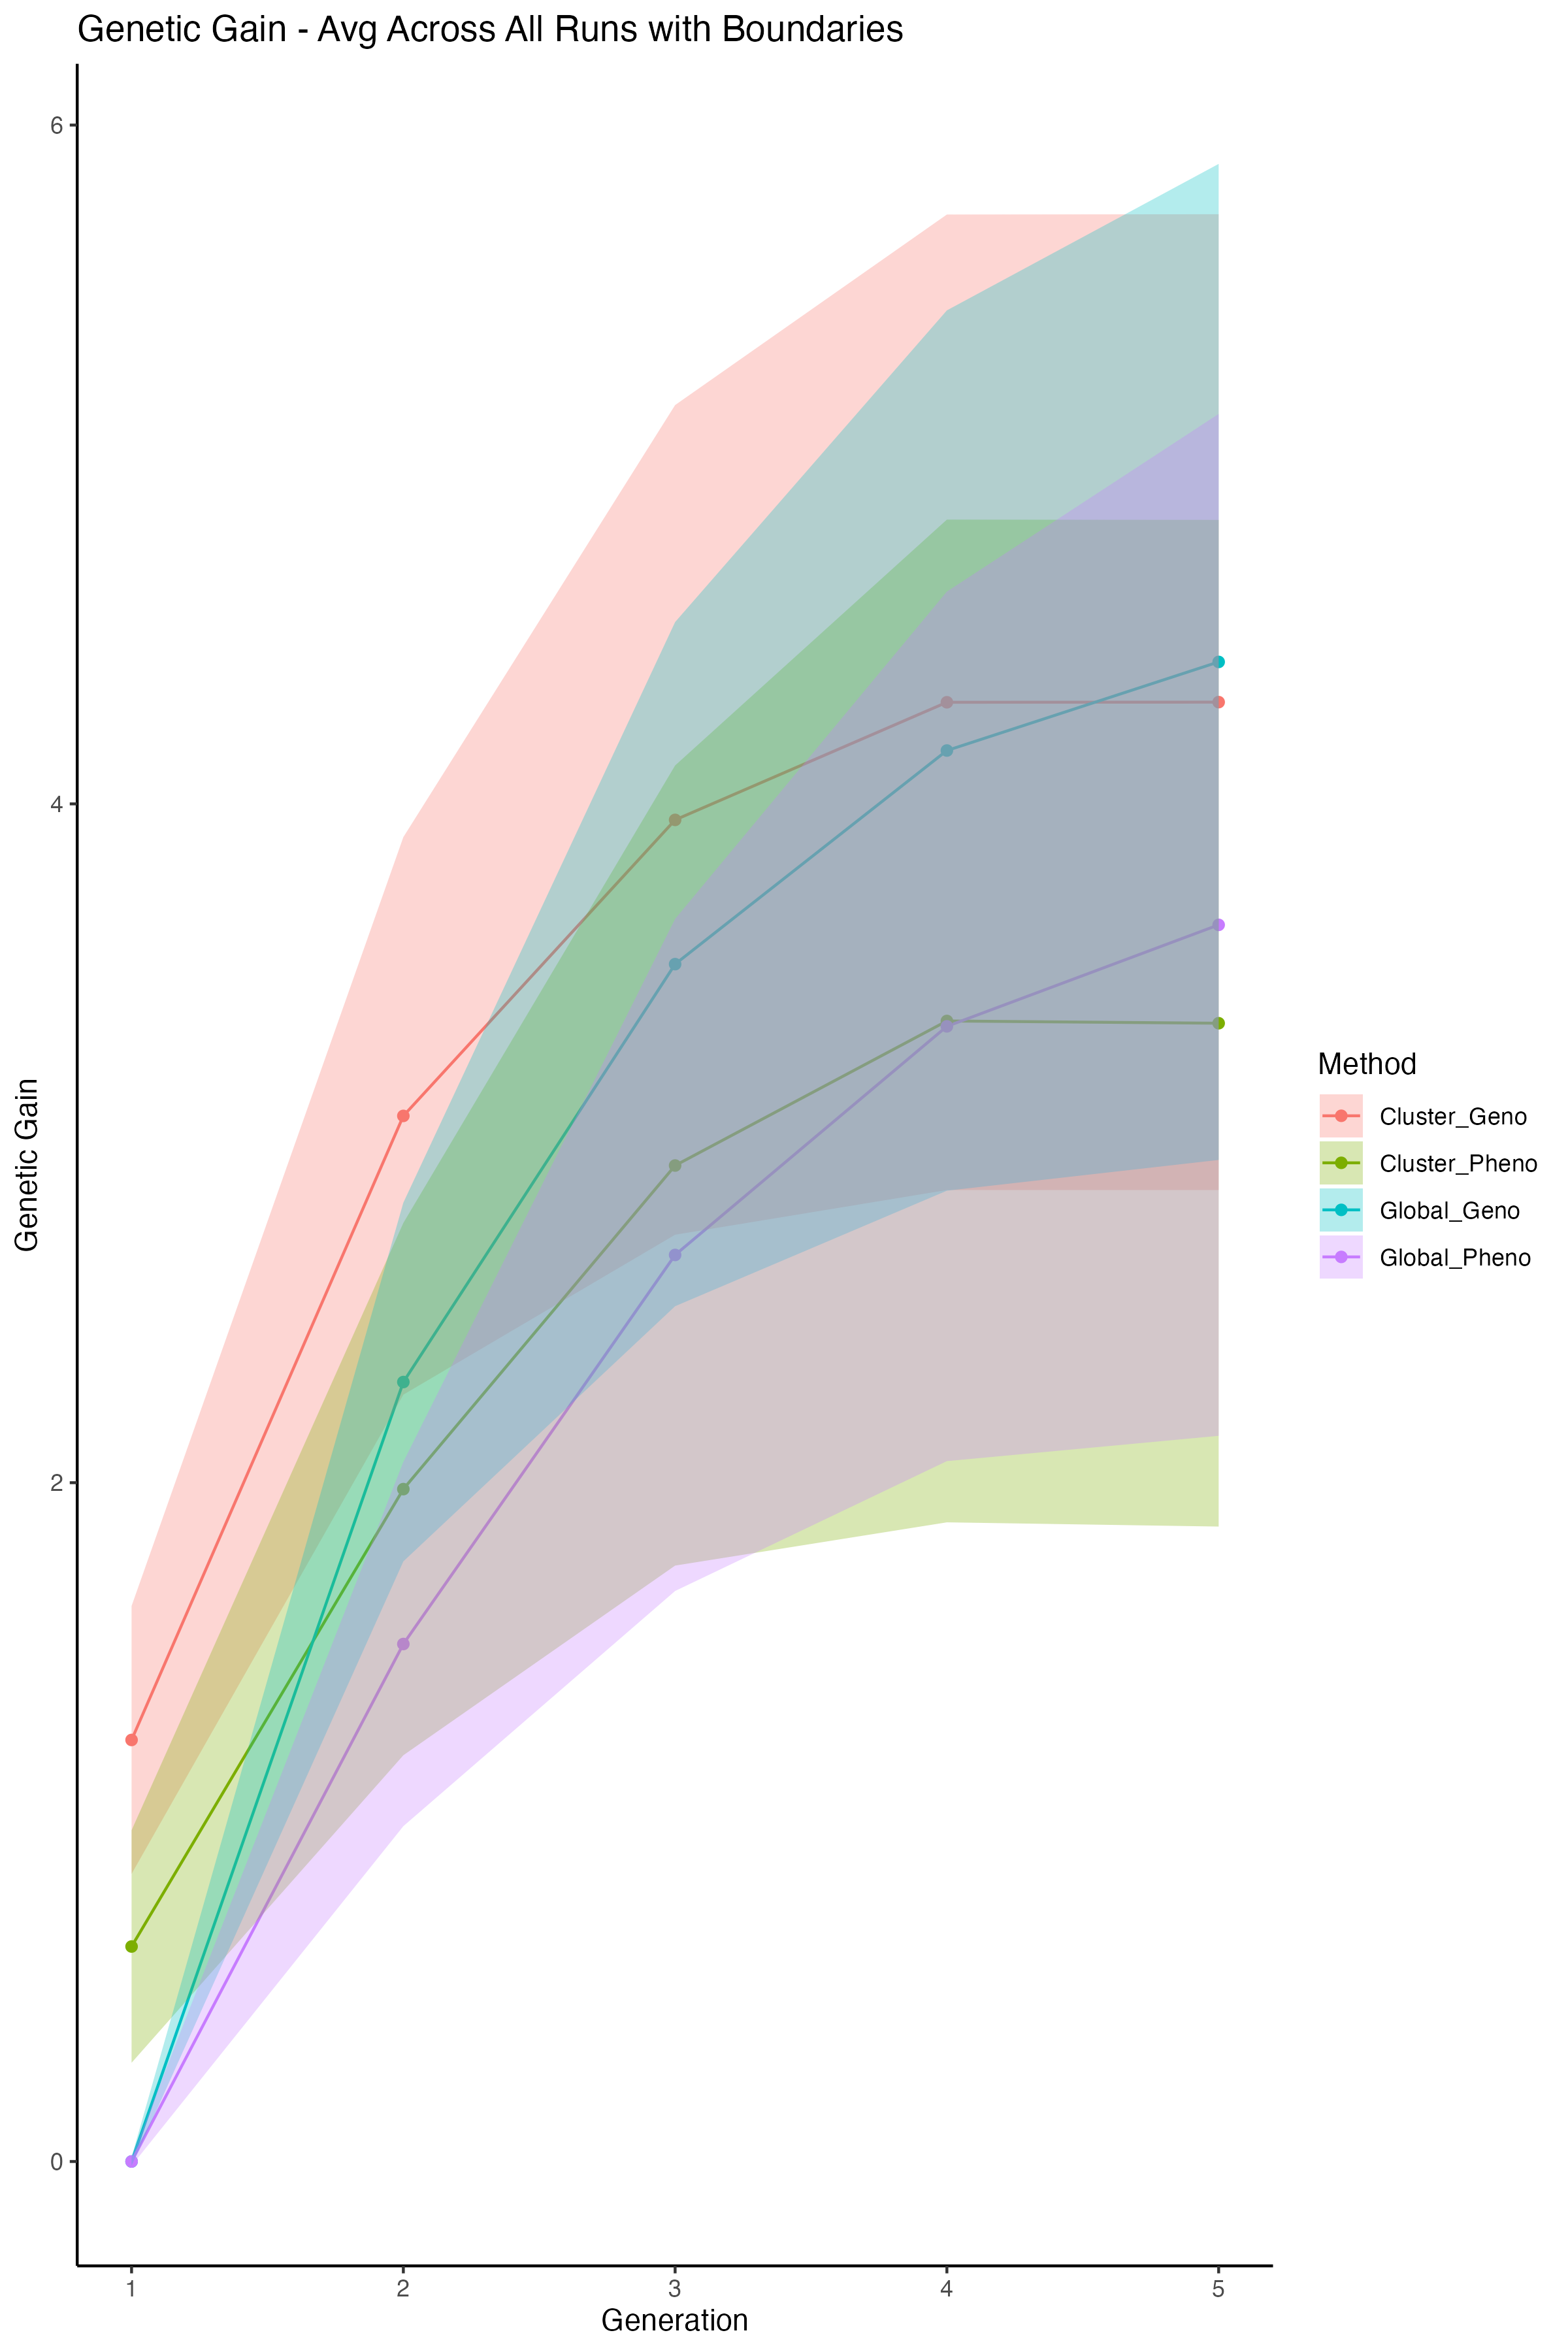 Genetic Gain - Avg Across All Runs with Boundaries
6
4
2
0
Genetic Gain
1 2 3 4 5
Generation
Method
Cluster_Geno
Cluster_Pheno
Global_Geno
Global_Pheno